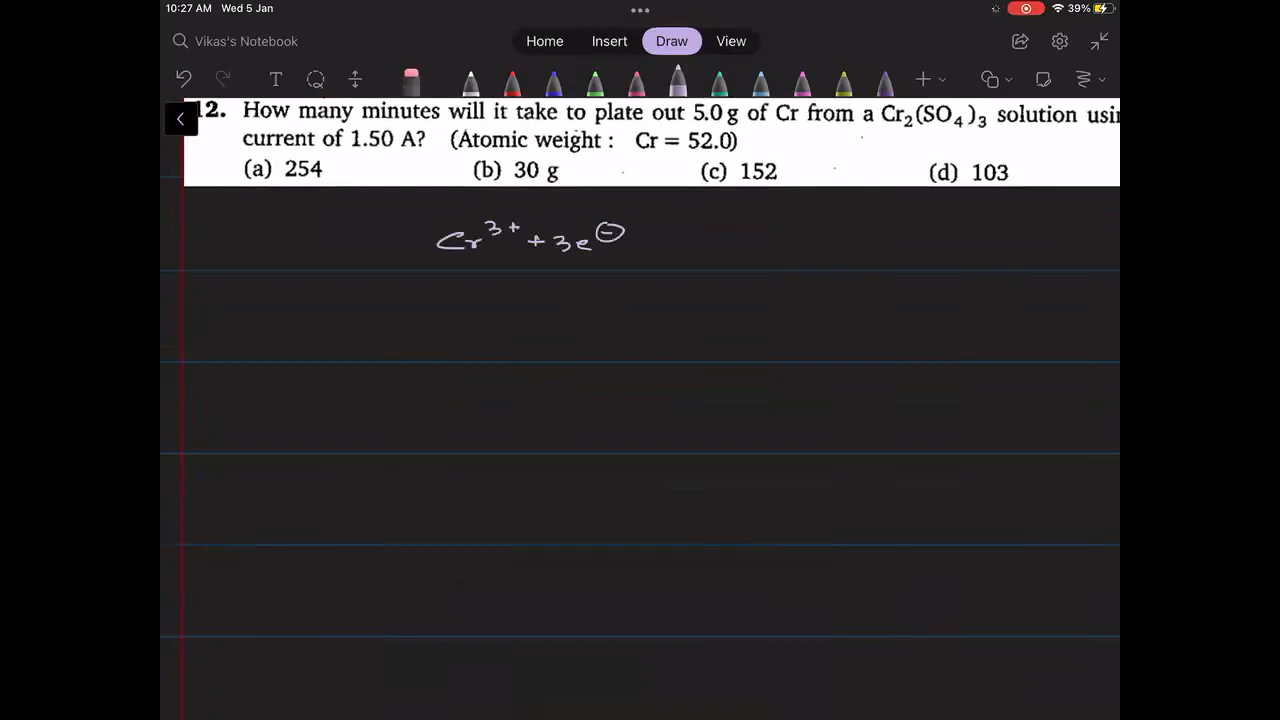 10:27 AM Wed 5 Jan
39%
Vikas's Notebook
Home Insert Draw View
12. How many minutes will it take to plate out 5.0 g of Cr from a Cr₂(SO₄)₃ solution usin
current of 1.50 A? (Atomic weight : Cr = 52.0)
(a) 254 (b) 30 g (c) 152 (d) 103
Cr³⁺ + 3e⊖